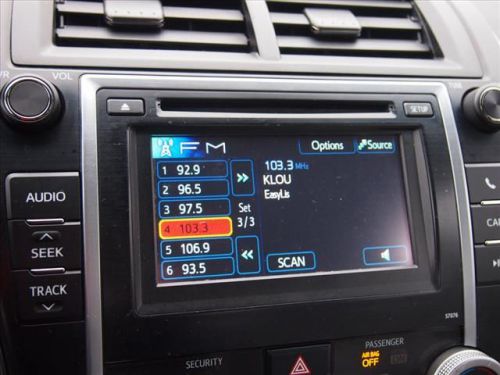 VOL
SETUP
FM
Options
Source
1 92.9
2 96.5
3 97.5
4 103.3
5 106.9
6 93.5
Set
3/3
103.3 MHz
KLOU
EasyLis
SCAN
AUDIO
SEEK
TRACK
57076
SECURITY
PASSENGER
AIR BAG
OFF